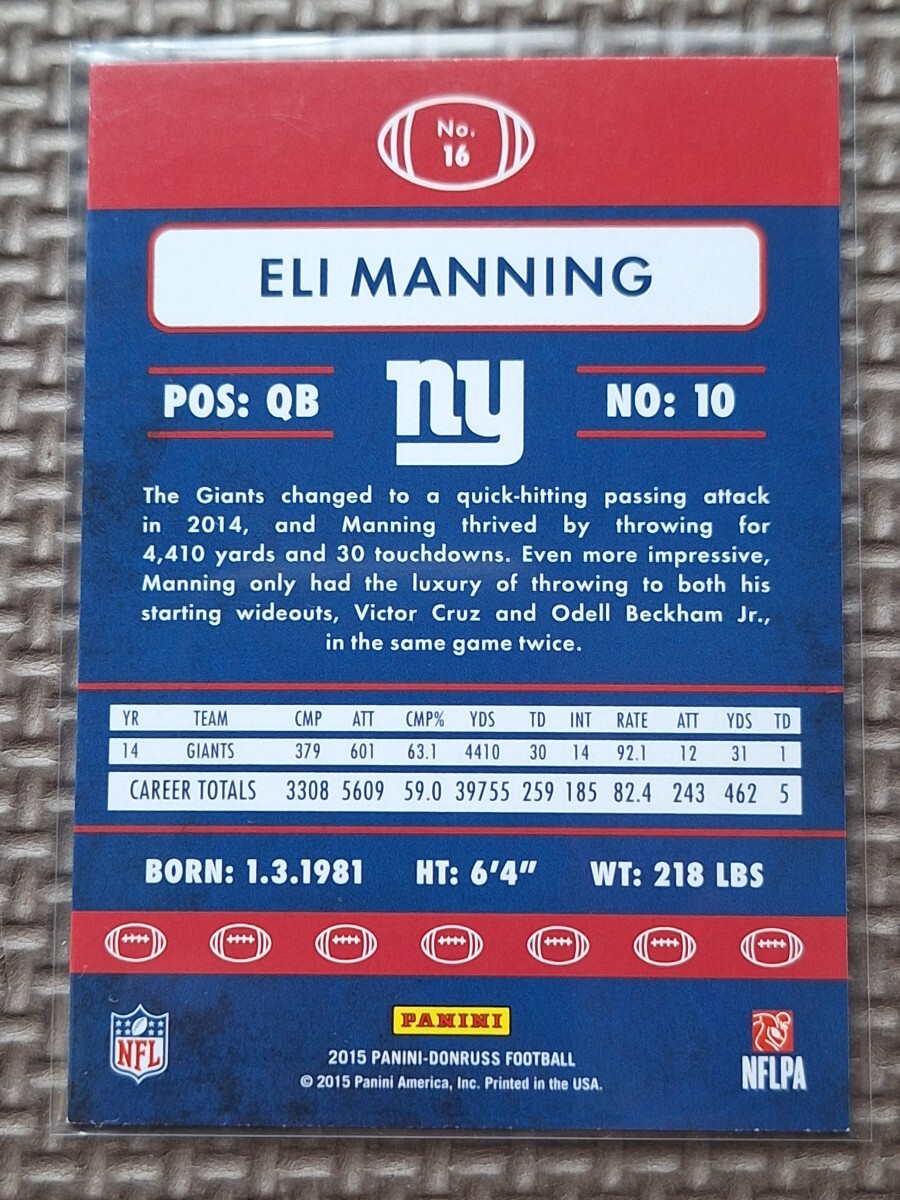 No.
16
ELI MANNING
POS: QB
ny
NO: 10
The Giants changed to a quick-hitting passing attack
in 2014, and Manning thrived by throwing for
4,410 yards and 30 touchdowns. Even more impressive,
Manning only had the luxury of throwing to both his
starting wideouts, Victor Cruz and Odell Beckham Jr.,
in the same game twice.
YR TEAM CMP ATT CMP% YDS TD INT RATE ATT YDS TD
14 GIANTS 379 601 63.1 4410 30 14 92.1 12 31 1
CAREER TOTALS 3308 5609 59.0 39755 259 185 82.4 243 462 5
BORN: 1.3.1981 HT: 6'4" WT: 218 LBS
NFL
PANINI
2015 PANINI-DONRUSS FOOTBALL
© 2015 Panini America, Inc. Printed in the USA.
NFLPA